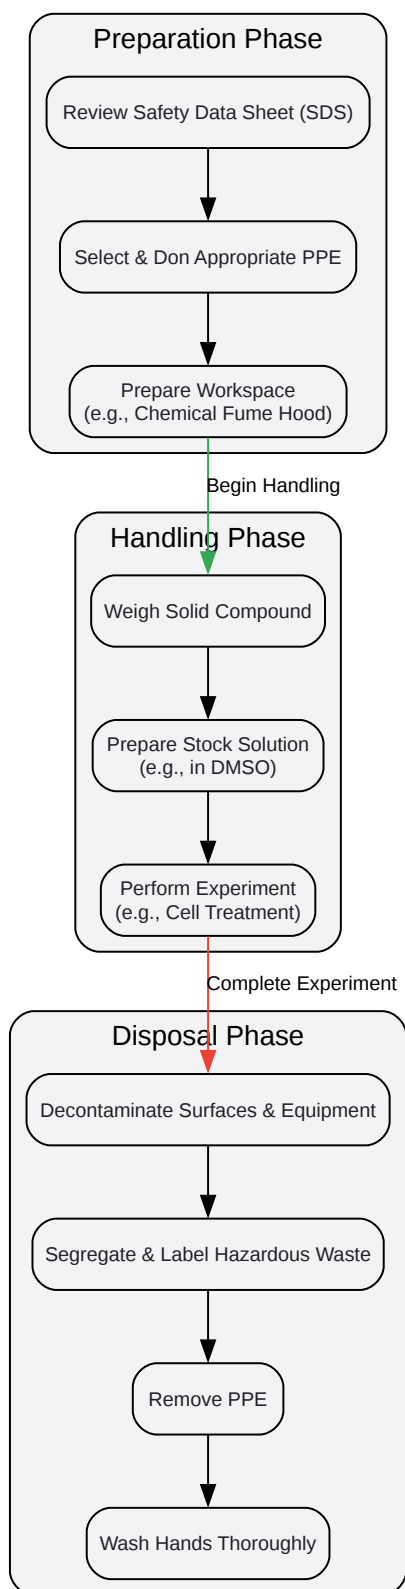 Preparation Phase
Review Safety Data Sheet (SDS)
Select & Don Appropriate PPE
Prepare Workspace
(e.g., Chemical Fume Hood)
Begin Handling
Handling Phase
Weigh Solid Compound
Prepare Stock Solution
(e.g., in DMSO)
Perform Experiment
(e.g., Cell Treatment)
Complete Experiment
Disposal Phase
Decontaminate Surfaces & Equipment
Segregate & Label Hazardous Waste
Remove PPE
Wash Hands Thoroughly